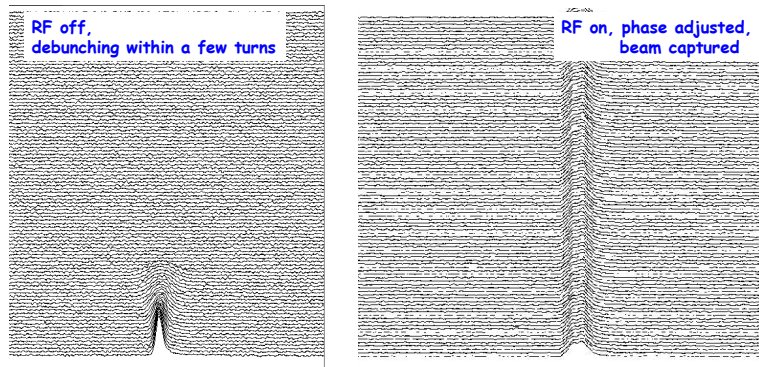 RF off,
debunching within a few turns
RF on, phase adjusted,
beam captured